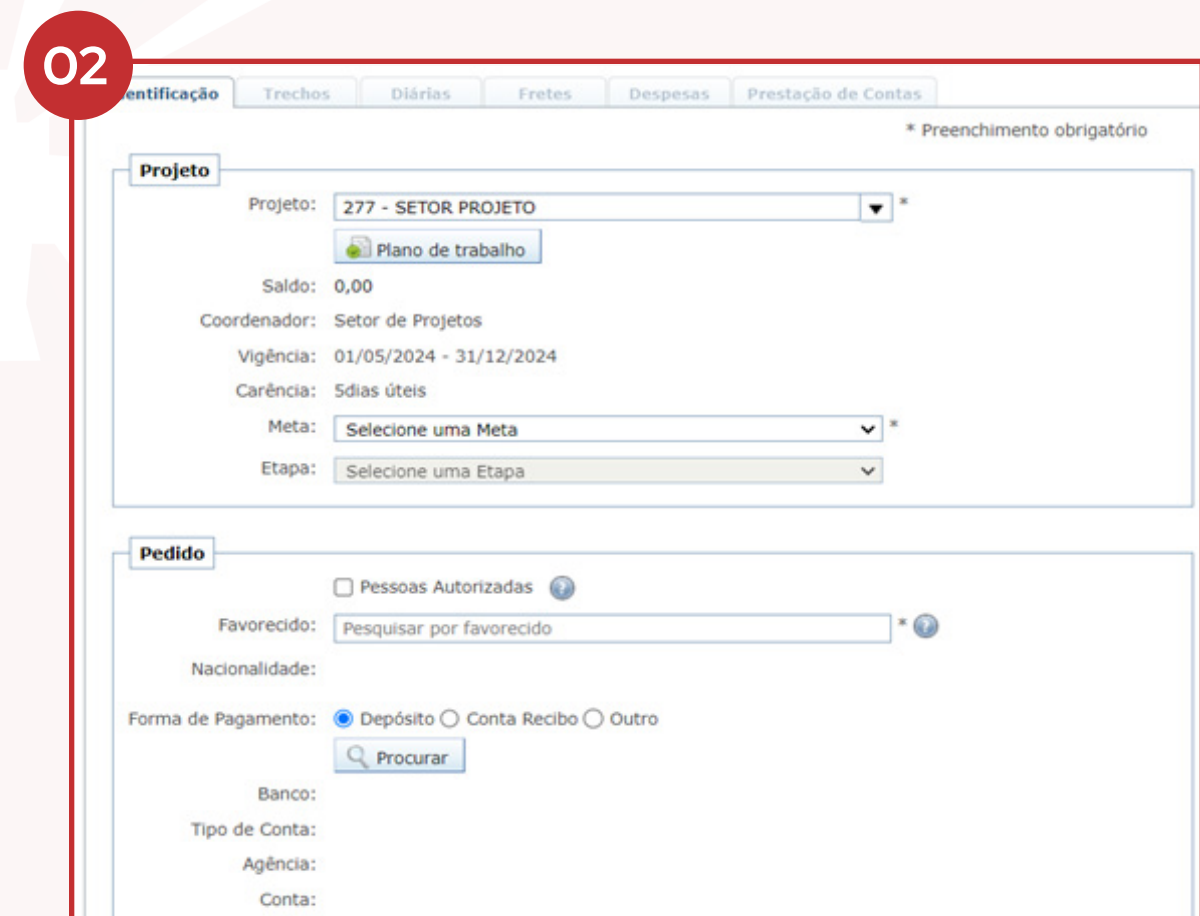 02
entificação Trechos Diárias Fretes Despesas Prestação de Contas
* Preenchimento obrigatório
Projeto
Projeto: 277 - SETOR PROJETO *
Plano de trabalho
Saldo: 0,00
Coordenador: Setor de Projetos
Vigência: 01/05/2024 - 31/12/2024
Carência: 5dias úteis
Meta: Selecione uma Meta *
Etapa: Selecione uma Etapa
Pedido
Pessoas Autorizadas ?
Favorecido: Pesquisar por favorecido * ?
Nacionalidade:
Forma de Pagamento: Depósito Conta Recibo Outro
Procurar
Banco:
Tipo de Conta:
Agência:
Conta: